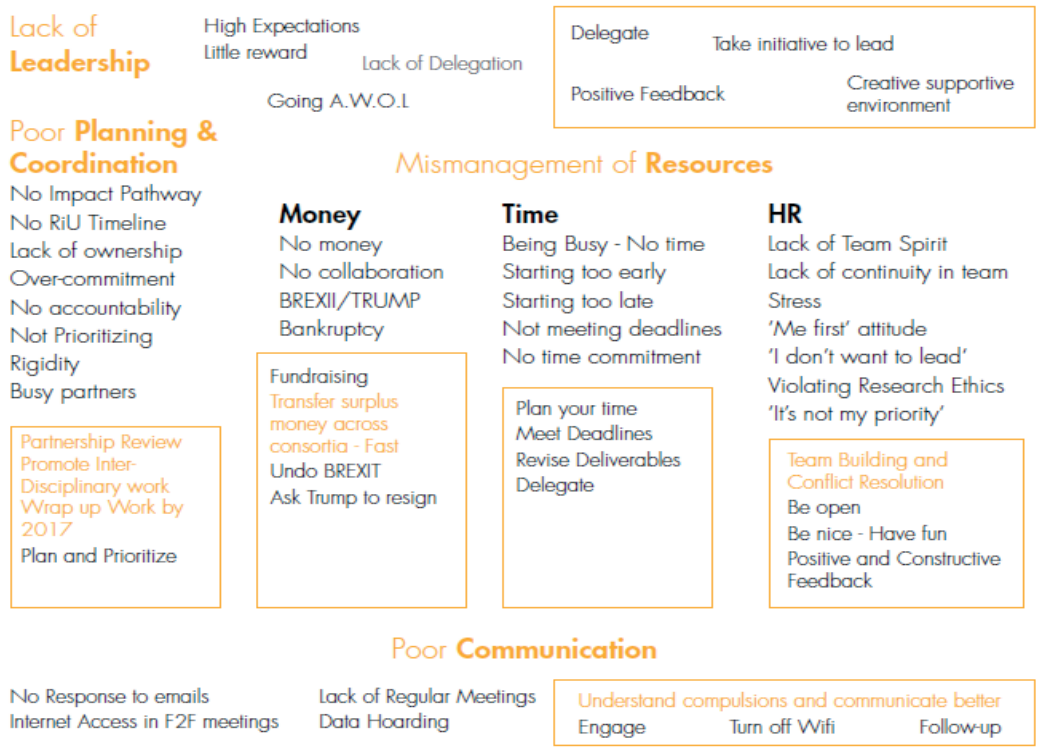 Lack of
Leadership
High Expectations
Little reward
Lack of Delegation
Going A.W.O.L
Delegate
Take initiative to lead
Positive Feedback
Creative supportive
environment
Poor Planning &
Coordination
No Impact Pathway
No RiU Timeline
Lack of ownership
Over-commitment
No accountability
Not Prioritizing
Rigidity
Busy partners
Partnership Review
Promote Inter-
Disciplinary work
Wrap up Work by
2017
Plan and Prioritize
Mismanagement of Resources
Money
No money
No collaboration
BREXII/TRUMP
Bankruptcy
Fundraising
Transfer surplus
money across
consortia - Fast
Undo BREXIT
Ask Trump to resign
Time
Being Busy - No time
Starting too early
Starting too late
Not meeting deadlines
No time commitment
Plan your time
Meet Deadlines
Revise Deliverables
Delegate
HR
Lack of Team Spirit
Lack of continuity in team
Stress
'Me first' attitude
'I don't want to lead'
Violating Research Ethics
'It's not my priority'
Team Building and
Conflict Resolution
Be open
Be nice - Have fun
Positive and Constructive
Feedback
Poor Communication
No Response to emails
Internet Access in F2F meetings
Lack of Regular Meetings
Data Hoarding
Understand compulsions and communicate better
Engage Turn off Wifi Follow-up